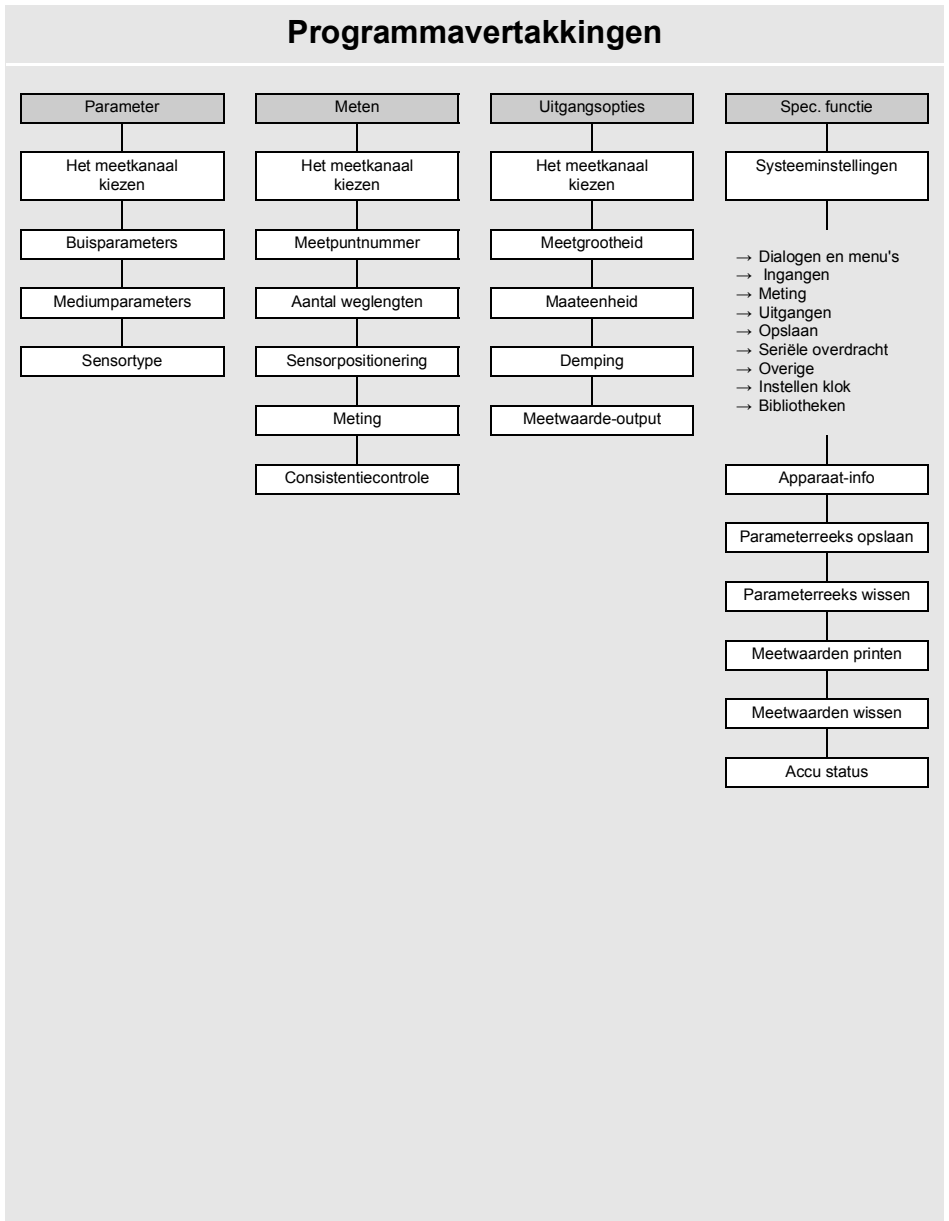 Programmavertakkingen
Parameter
Het meetkanaal
kiezen
Buisparameters
Mediumparameters
Sensortype
Meten
Het meetkanaal
kiezen
Meetpuntnummer
Aantal weglengten
Sensorpositionering
Meting
Consistentiecontrole
Uitgangsopties
Het meetkanaal
kiezen
Meetgrootheid
Maateenheid
Demping
Meetwaarde-output
Spec. functie
Systeeminstellingen
→ Dialogen en menu's
→ Ingangen
→ Meting
→ Uitgangen
→ Opslaan
→ Seriële overdracht
→ Overige
→ Instellen klok
→ Bibliotheken
Apparaat-info
Parameterreeks opslaan
Parameterreeks wissen
Meetwaarden printen
Meetwaarden wissen
Accu status